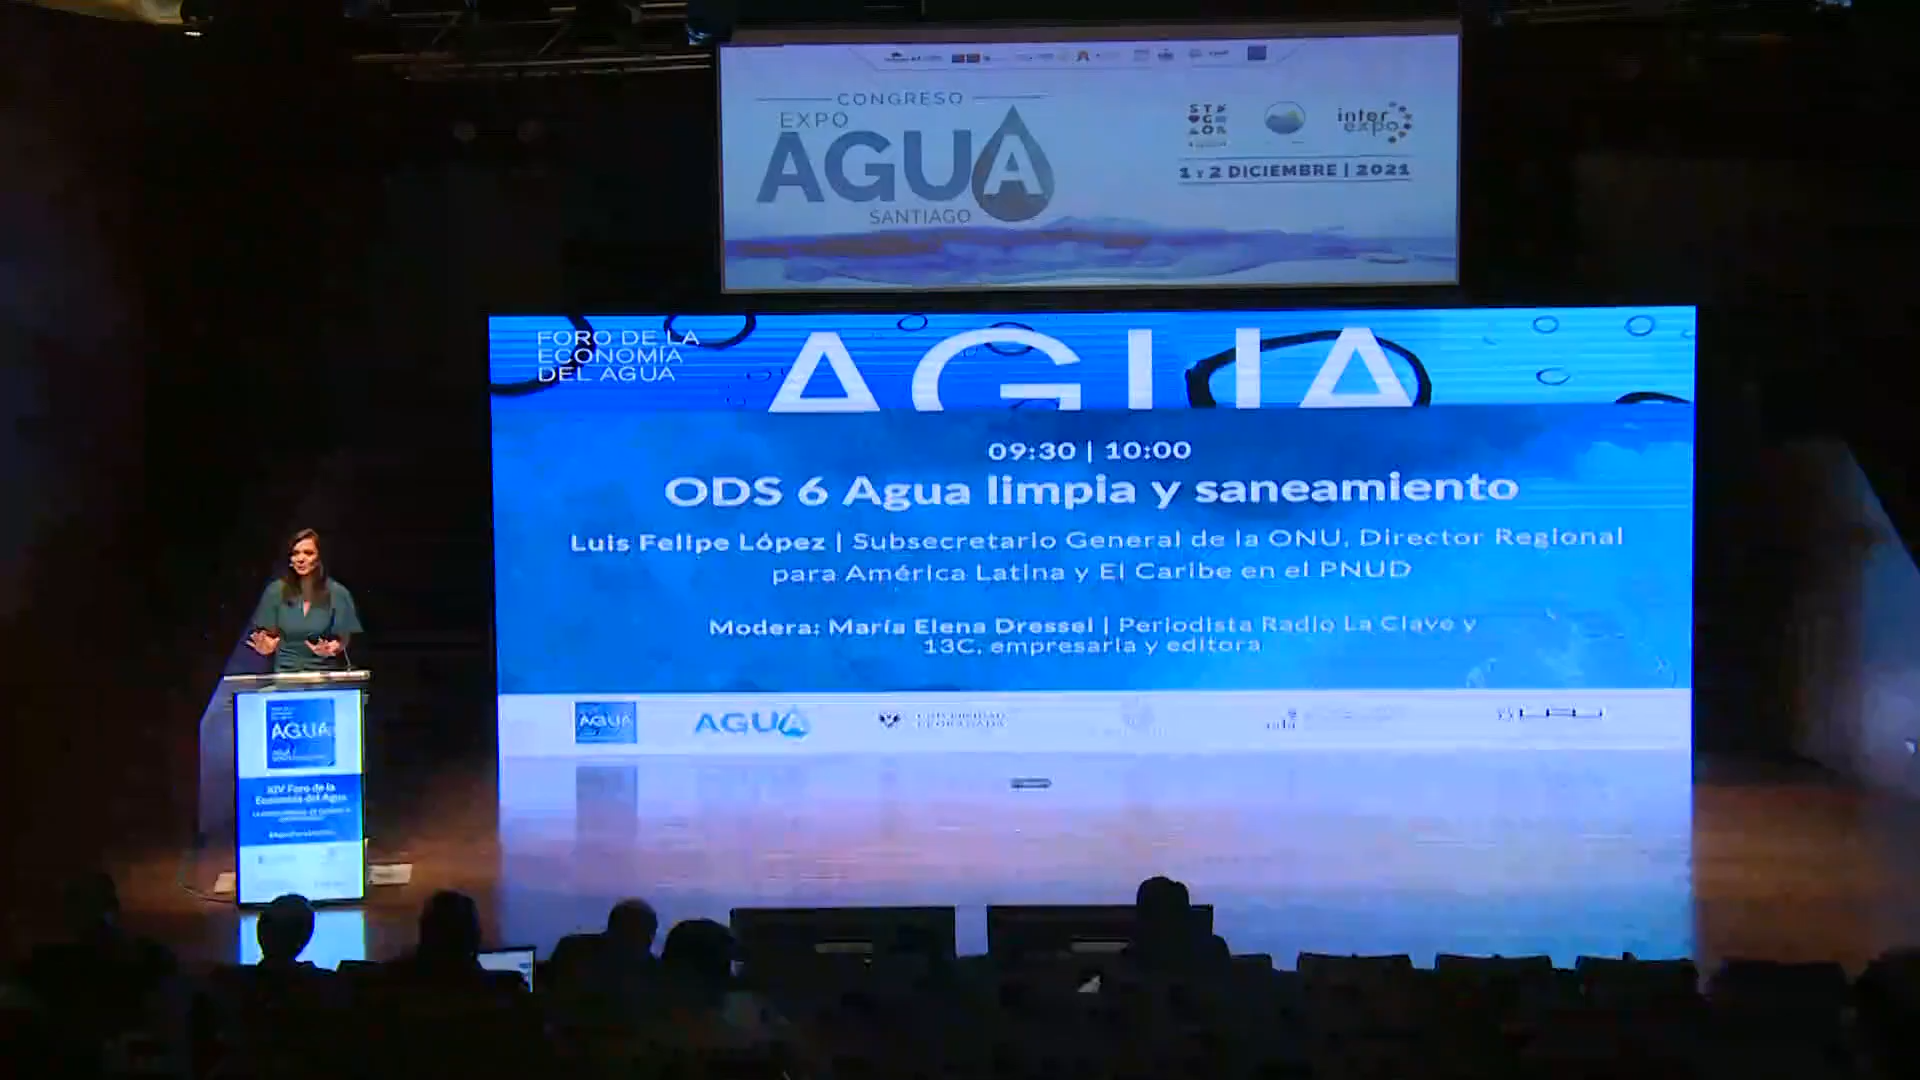 CONGRESO
EXPO
AGUA
SANTIAGO
inter
expo
1 Y 2 DICIEMBRE | 2021
FORO DE LA
ECONOMÍA
DEL AGUA
AGUA
09:30 | 10:00
ODS 6 Agua limpia y saneamiento
Luis Felipe López | Subsecretario General de la ONU, Director Regional
para América Latina y El Caribe en el PNUD
Modera: María Elena Dressel | Periodista Radio La Clave y
13C, empresaria y editora
AGUA
AGUA
AGUA
XIV Foro de la
Economía del Agua